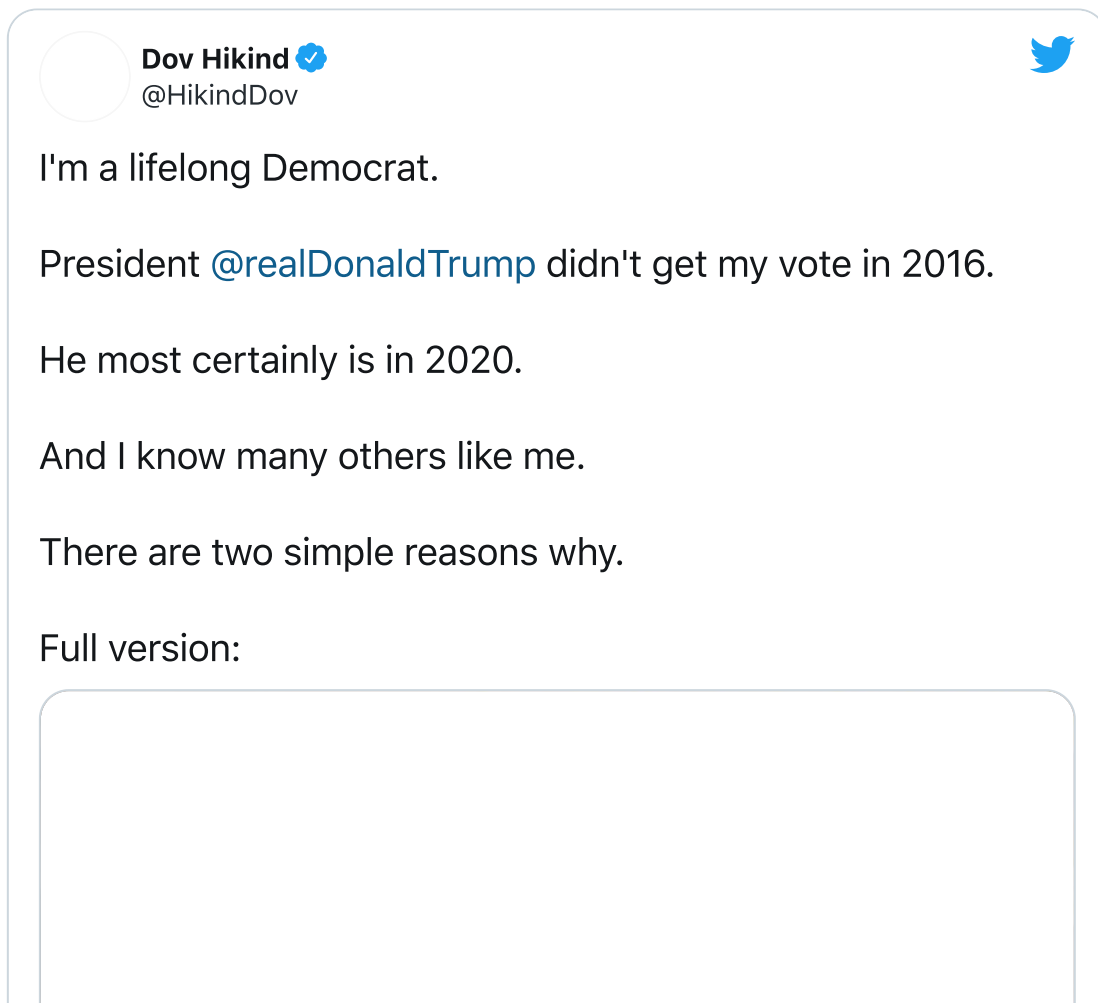 Dov Hikind
@HikindDov
I'm a lifelong Democrat.
President @realDonaldTrump didn't get my vote in 2016.
He most certainly is in 2020.
And I know many others like me.
There are two simple reasons why.
Full version: